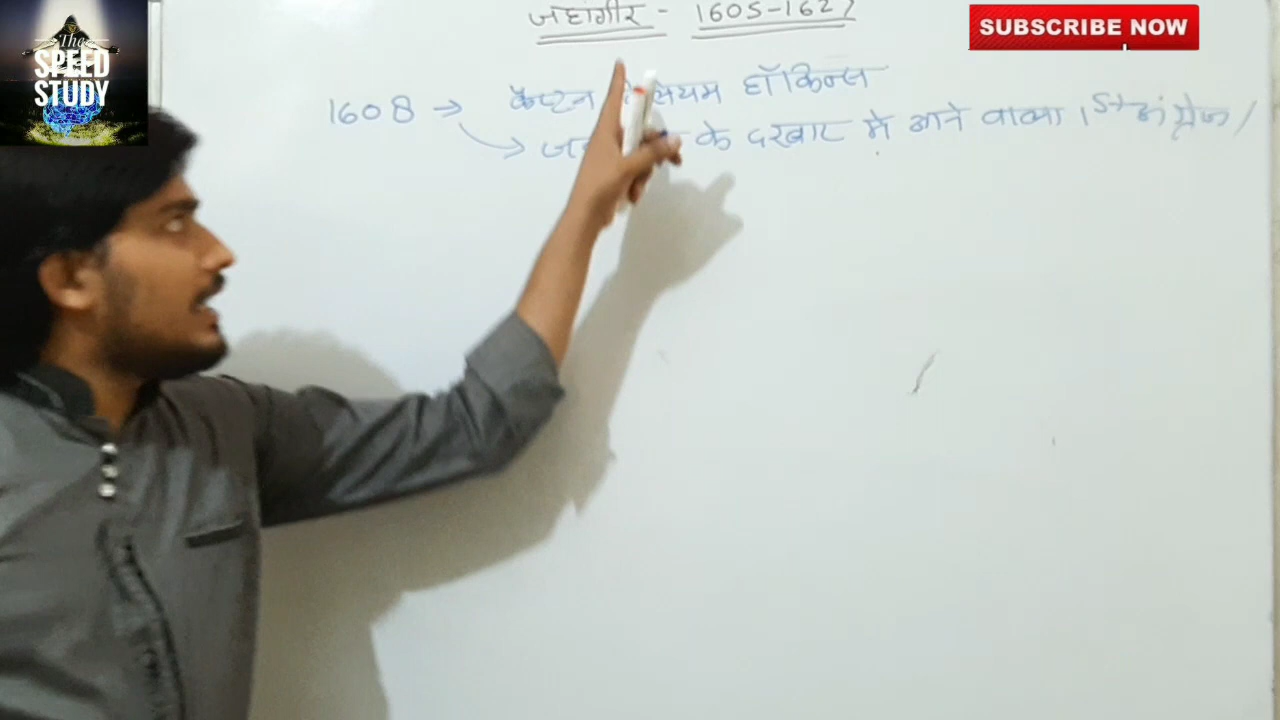 The
SPEED
STUDY
SUBSCRIBE NOW
जहांगीर - 1605-1627
1608 → कैप्टन लियम हॉकिन्स
→ ज के दरबार में आने वाला 1st अंग्रेज/